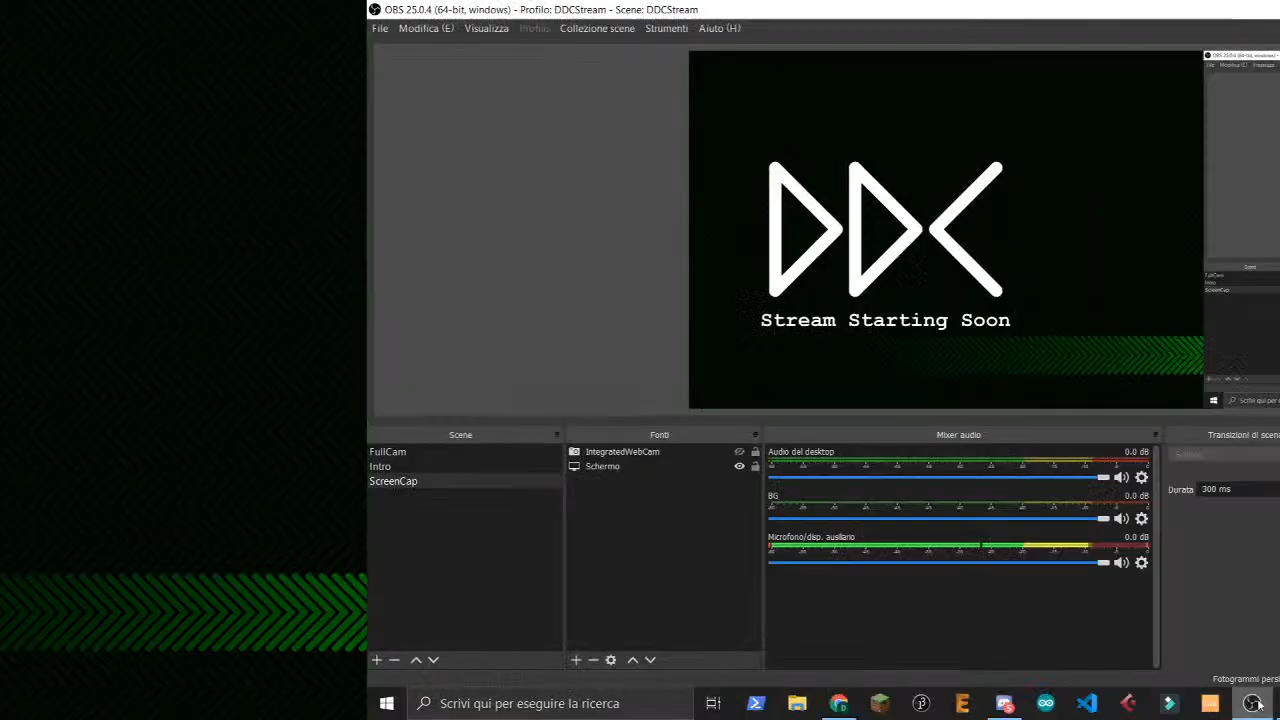 OBS 25.0.4 (64-bit, windows) - Profilo: DDCStream - Scene: DDCStream
File Modifica (E) Visualizza Profilo Collezione scene Strumenti Aiuto (H)
DDC
Stream Starting Soon
Scene
FullCam
Intro
ScreenCap
Fonti
IntegratedWebCam
Schermo
Mixer audio
Audio del desktop 0.0 dB
BG 0.0 dB
Microfono/disp. ausiliario 0.0 dB
Transizioni di scena
Durata 300 ms
Fotogrammi persi
Scrivi qui per eseguire la ricerca